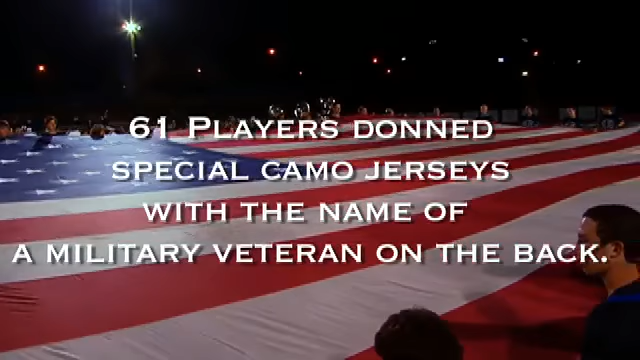 61 Players donned
special camo jerseys
with the name of
a military veteran on the back.